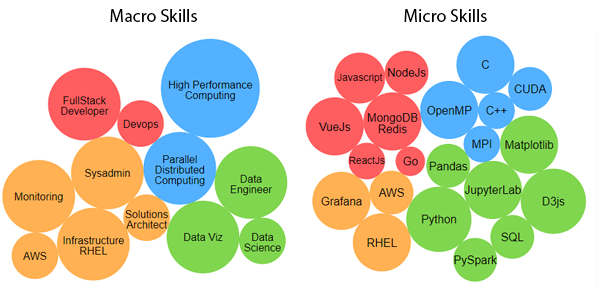 Macro Skills
High Performance
Computing
FullStack
Developer
Devops
Parallel
Distributed
Computing
Sysadmin
Data
Engineer
Monitoring
Solutions
Architect
Infrastructure
RHEL
Data Viz
Data
Science
AWS
Micro Skills
C
NodeJs
Javascript
CUDA
OpenMP
C++
MongoDB
Redis
VueJs
MPI
Matplotlib
ReactJs
Go
Pandas
AWS
JupyterLab
Grafana
D3js
Python
SQL
RHEL
PySpark